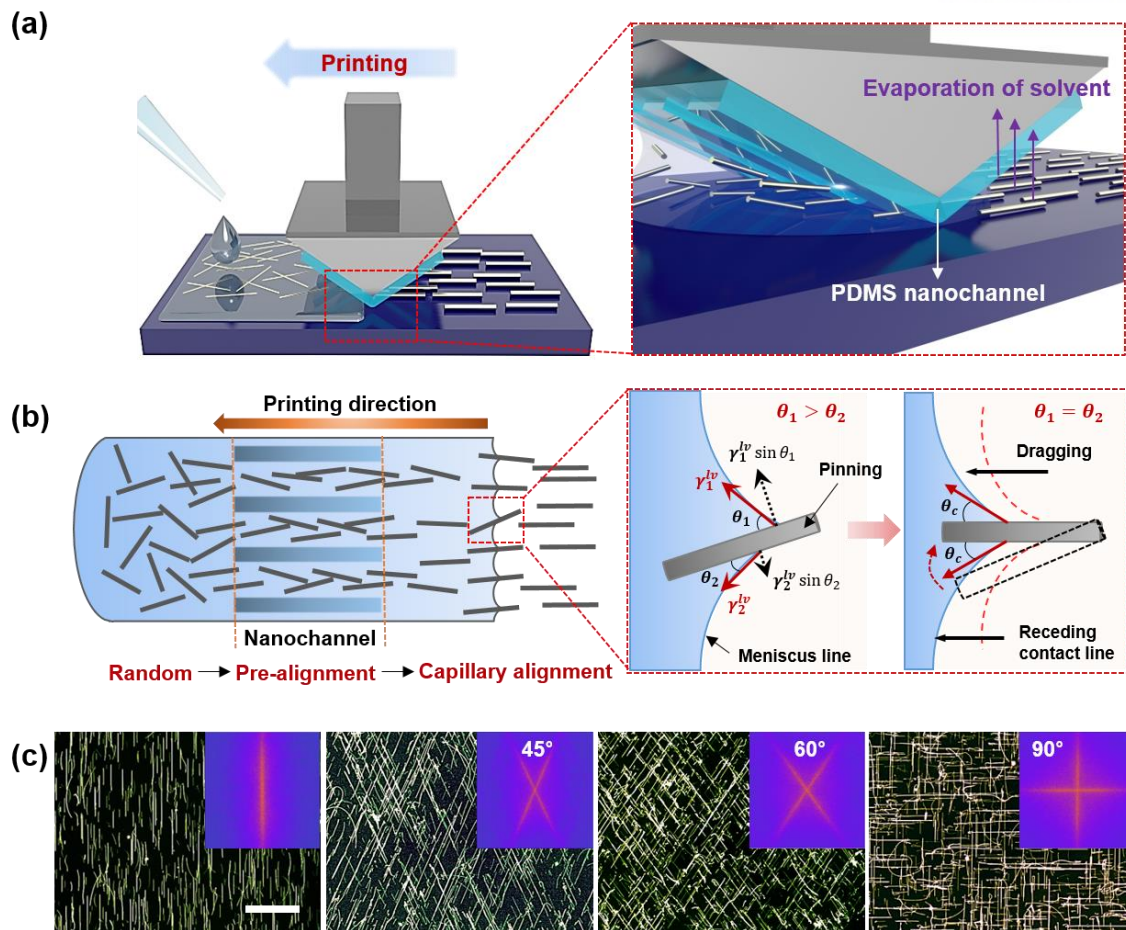 (a)
Printing
Evaporation of solvent
PDMS nanochannel
(b)
Printing direction
Nanochannel
Random → Pre-alignment → Capillary alignment
θ₁ > θ₂
γ₁ˡᵛ sin θ₁
γ₁ˡᵛ
Pinning
θ₁
θ₂
γ₂ˡᵛ sin θ₂
γ₂ˡᵛ
Meniscus line
θ₁ = θ₂
Dragging
θc
θc
Receding
contact line
(c)
45°
60°
90°